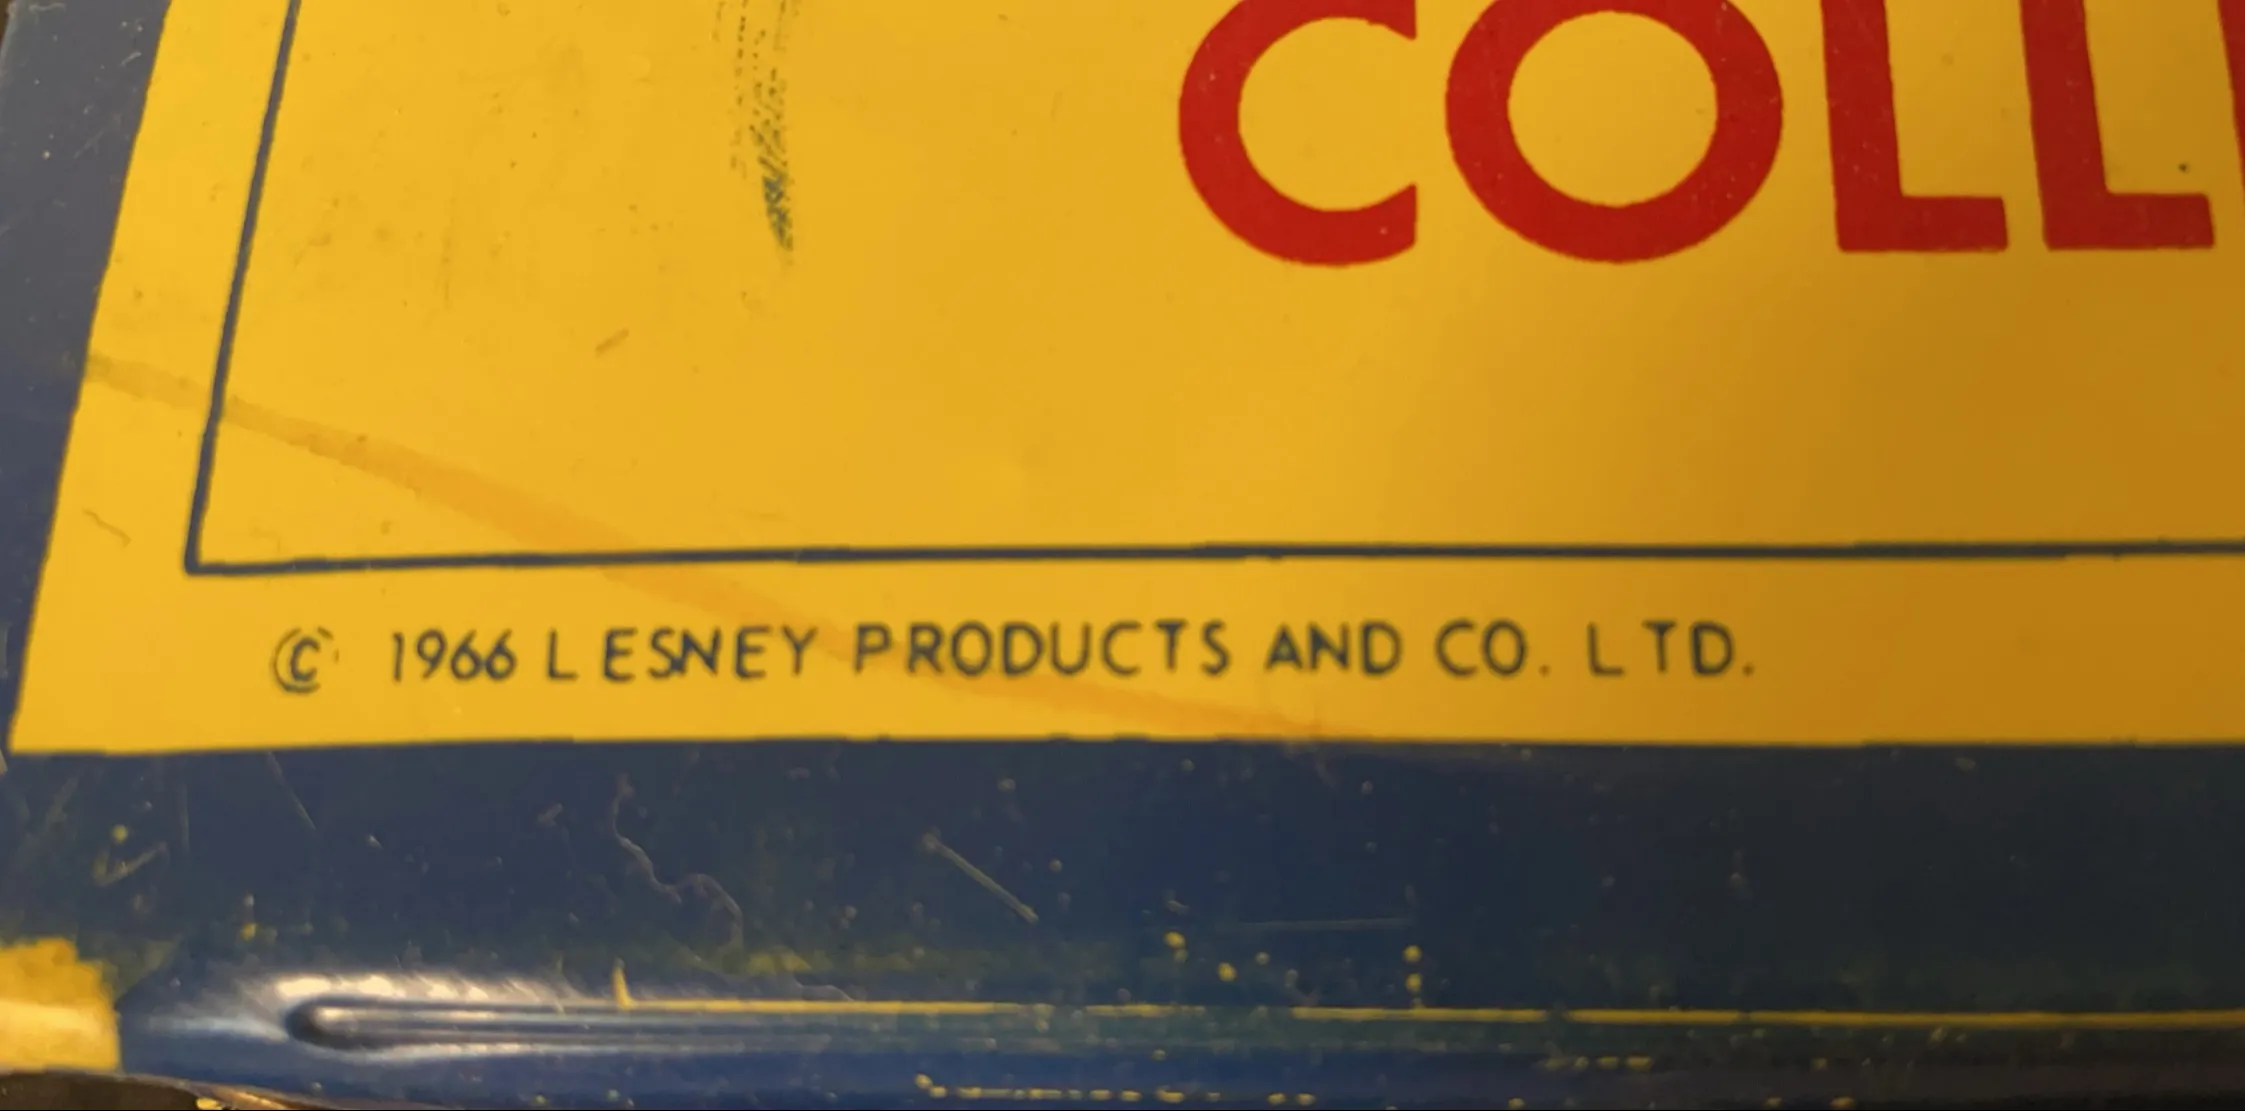 COLL
© 1966 LESNEY PRODUCTS AND CO. LTD.